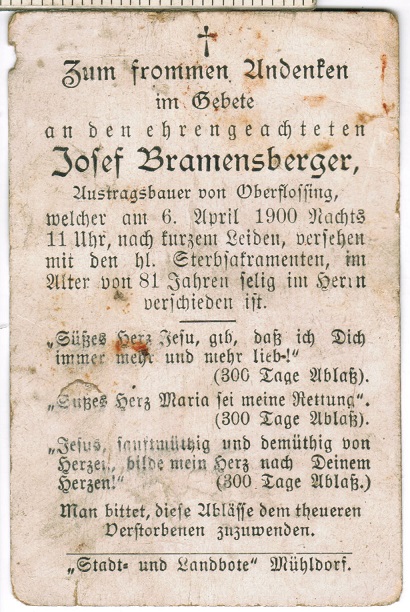 Zum frommen Andenken
im Gebete
an den ehrengeachteten
Josef Bramensberger,
Austragsbauer von Oberflossing,
welcher am 6. April 1900 Nachts
11 Uhr, nach kurzem Leiden, versehen
mit den hl. Sterbsakramenten, im
Alter von 81 Jahren selig im Herrn
verschieden ist.
„Süßes Herz Jesu, gib, daß ich Dich
immer mehr und mehr lieb-!"
(300 Tage Ablaß).
„Süßes Herz Maria sei meine Rettung".
(300 Tage Ablaß).
„Jesus, sanftmüthig und demüthig von
Herzen, bilde mein Herz nach Deinem
Herzen!" (300 Tage Ablaß.)
Man bittet, diese Ablässe dem theueren
Verstorbenen zuzuwenden.
„Stadt- und Landbote" Mühldorf.